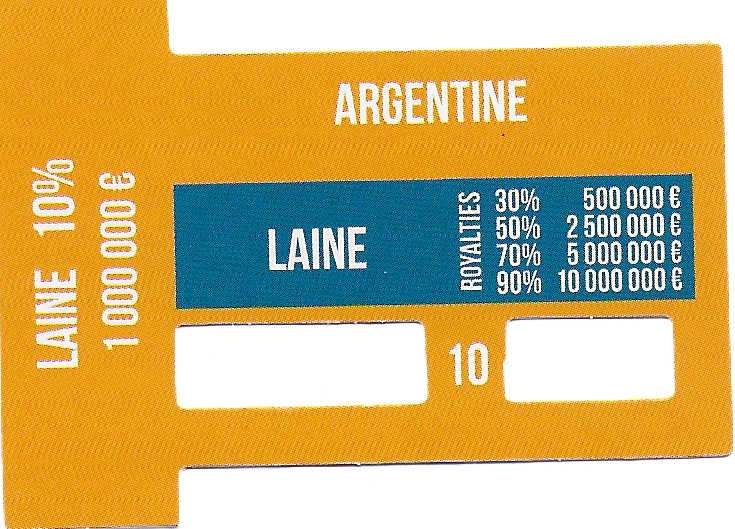 LAINE 10%
1 000 000 €
ARGENTINE
LAINE
ROYALTIES
30% 500 000 €
50% 2 500 000 €
70% 5 000 000 €
90% 10 000 000 €
10